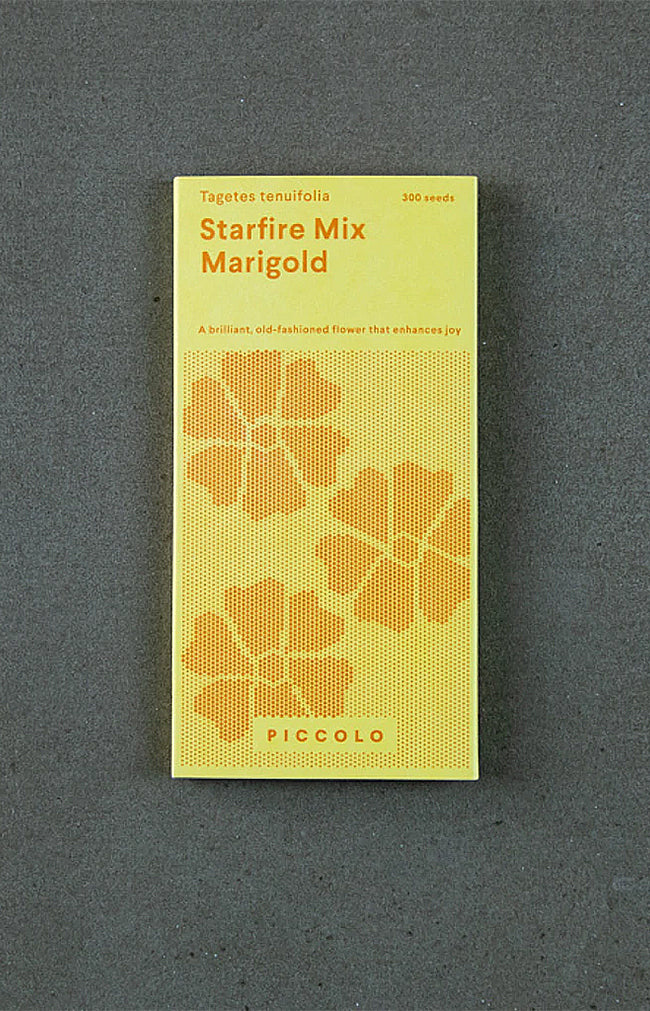 Tagetes tenuifolia 300 seeds
Starfire Mix
Marigold
A brilliant, old-fashioned flower that enhances joy
PICCOLO